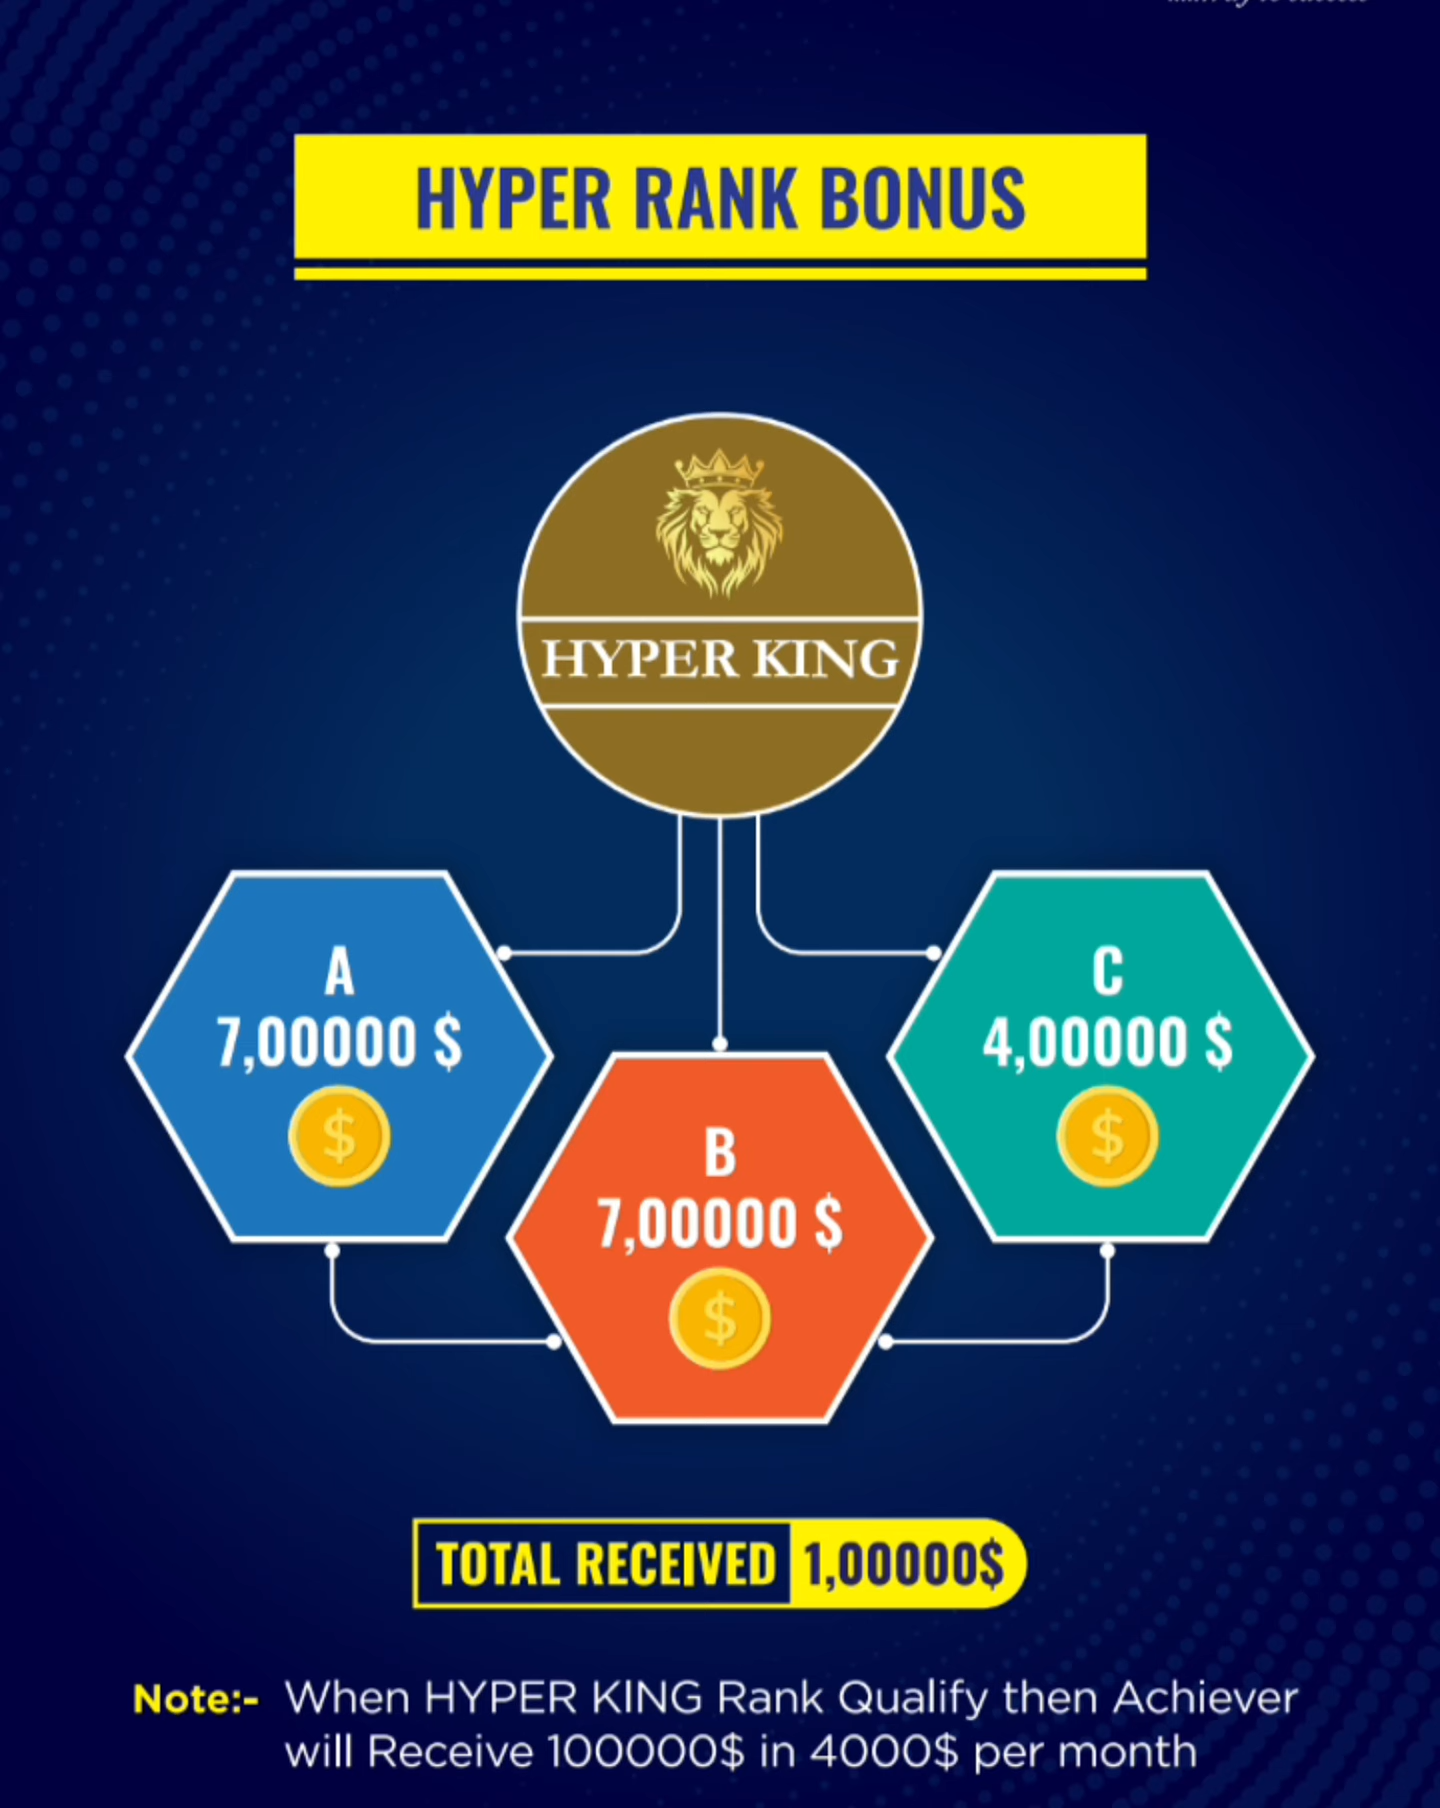 HYPER RANK BONUS
HYPER KING
A
7,00000 $
C
4,00000 $
$
$
B
7,00000 $
$
TOTAL RECEIVED 1,00000$
Note:- When HYPER KING Rank Qualify then Achiever
will Receive 100000$ in 4000$ per month